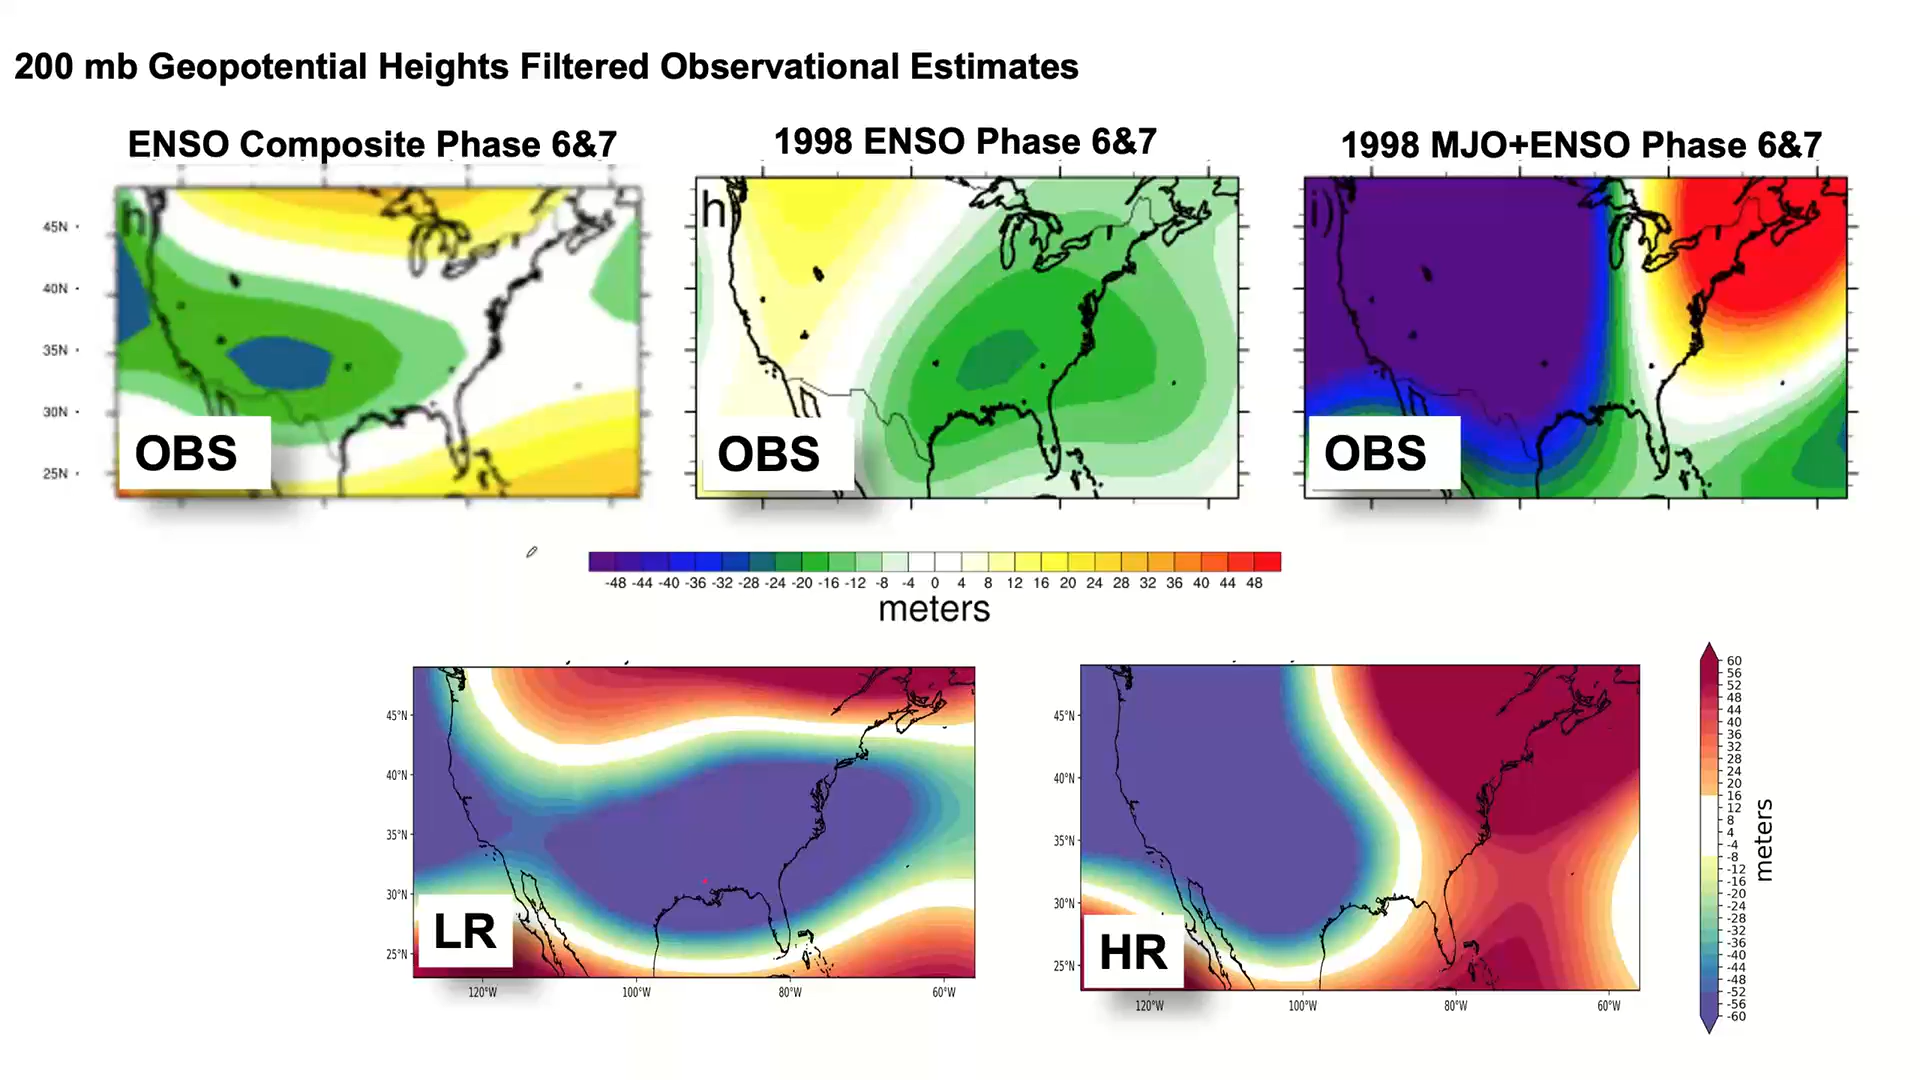 200 mb Geopotential Heights Filtered Observational Estimates
ENSO Composite Phase 6&7
1998 ENSO Phase 6&7
1998 MJO+ENSO Phase 6&7
h
45N
40N
35N
30N
25N
OBS
h
OBS
i)
OBS
-48 -44 -40 -36 -32 -28 -24 -20 -16 -12 -8 -4 0 4 8 12 16 20 24 28 32 36 40 44 48
meters
45°N
40°N
35°N
30°N
25°N
LR
120°W 100°W 80°W 60°W
45°N
40°N
35°N
30°N
25°N
HR
120°W 100°W 80°W 60°W
60
56
52
48
44
40
36
32
28
24
20
16
12
8
4
-4
-8
-12
-16
-20
-24
-28
-32
-36
-40
-44
-48
-52
-56
-60
meters